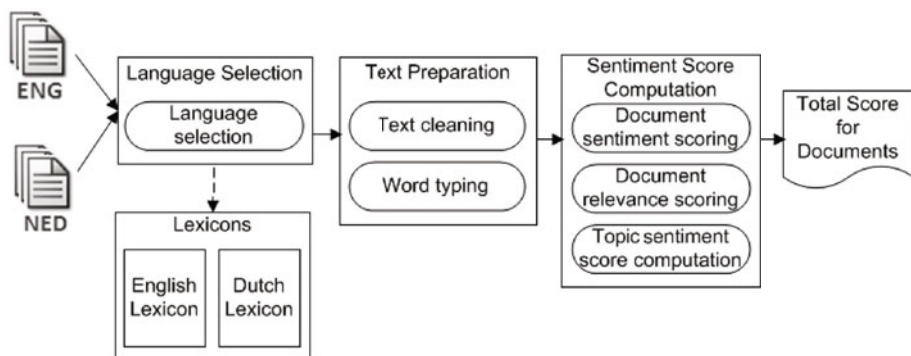 ENG
NED
Language Selection
Language
selection
Lexicons
English
Lexicon
Dutch
Lexicon
Text Preparation
Text cleaning
Word typing
Sentiment Score
Computation
Document
sentiment scoring
Document
relevance scoring
Topic sentiment
score computation
Total Score
for
Documents